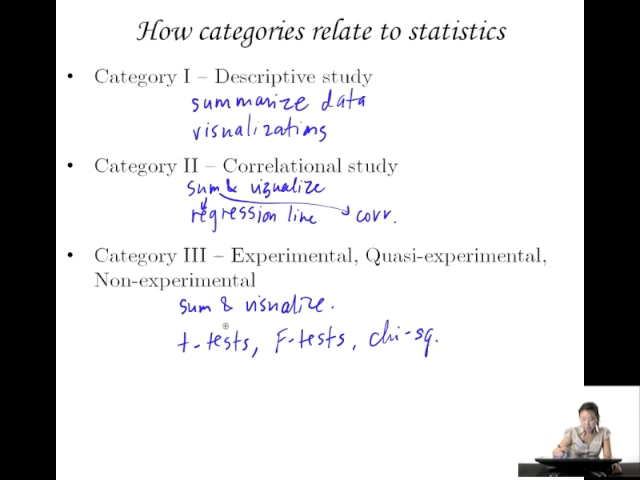 How categories relate to statistics
• Category I – Descriptive study
summarize data
visualizations
• Category II – Correlational study
sum & vizualize
regression line corr.
• Category III – Experimental, Quasi-experimental,
Non-experimental
sum & visualize.
t-tests, F-tests, chi-sq.